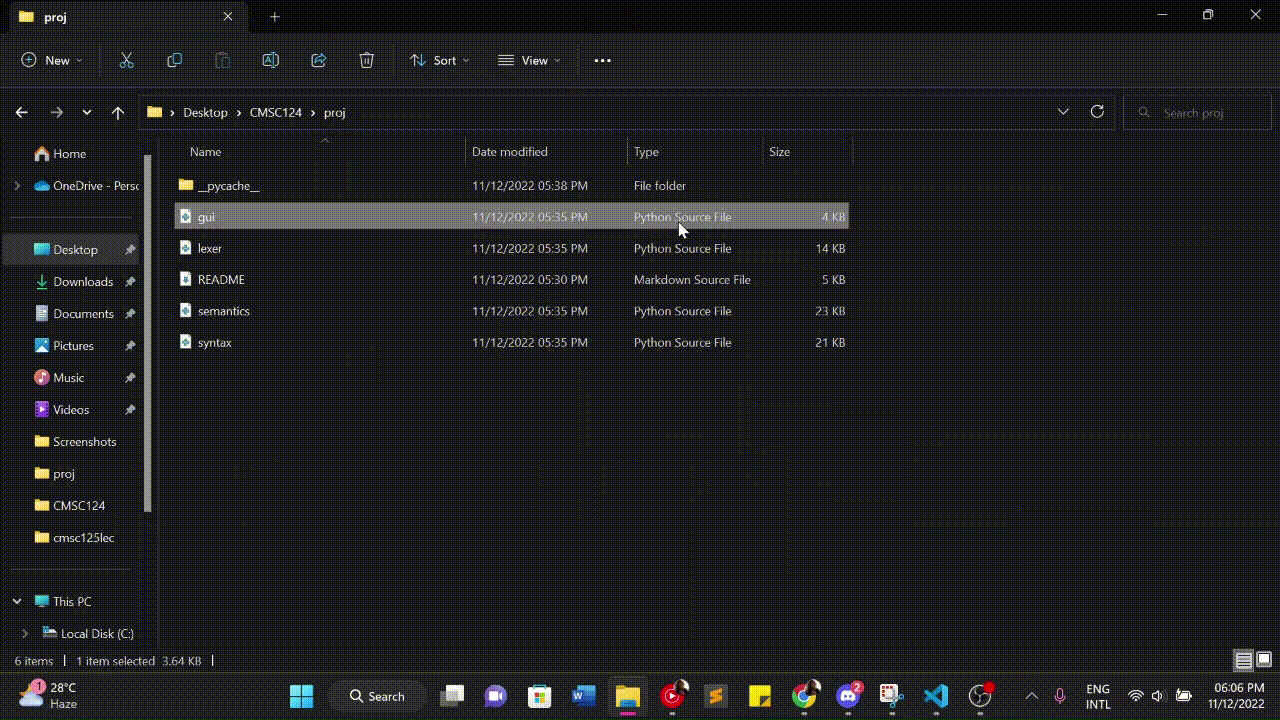 proj
New
Sort
View
Desktop > CMSC124 > proj
Search proj
Name Date modified Type Size
Home
OneDrive - Persc
Desktop
Downloads
Documents
Pictures
Music
Videos
Screenshots
proj
CMSC124
cmsc125lec
This PC
Local Disk (C:)
__pycache__ 11/12/2022 05:38 PM File folder
gui 11/12/2022 05:35 PM Python Source File 4 KB
lexer 11/12/2022 05:35 PM Python Source File 14 KB
README 11/12/2022 05:30 PM Markdown Source File 5 KB
semantics 11/12/2022 05:35 PM Python Source File 23 KB
syntax 11/12/2022 05:35 PM Python Source File 21 KB
6 items 1 item selected 3.64 KB
1
28°C
Haze
Search
2
ENG
INTL
06:06 PM
11/12/2022